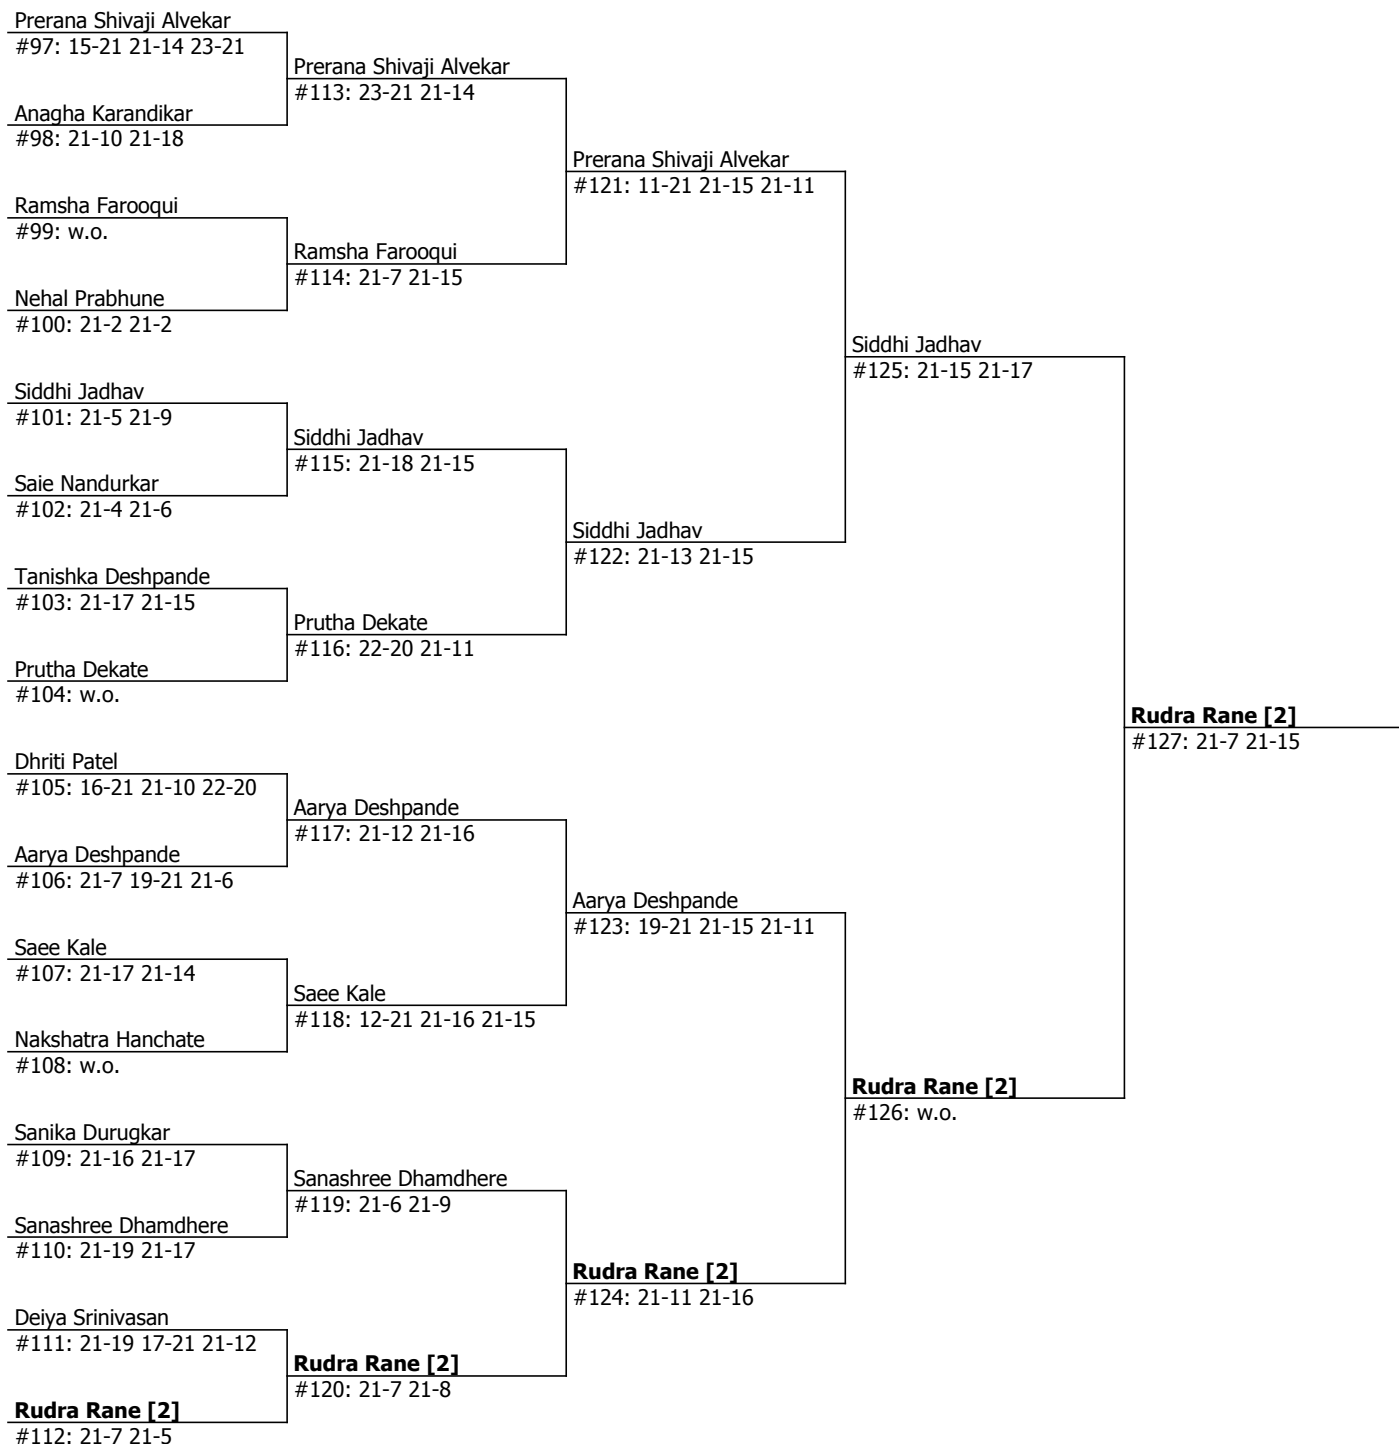 Prerana Shivaji Alvekar
#97: 15-21 21-14 23-21
Anagha Karandikar
#98: 21-10 21-18
Ramsha Farooqui
#99: w.o.
Nehal Prabhune
#100: 21-2 21-2
Siddhi Jadhav
#101: 21-5 21-9
Saie Nandurkar
#102: 21-4 21-6
Tanishka Deshpande
#103: 21-17 21-15
Prutha Dekate
#104: w.o.
Dhriti Patel
#105: 16-21 21-10 22-20
Aarya Deshpande
#106: 21-7 19-21 21-6
Saee Kale
#107: 21-17 21-14
Nakshatra Hanchate
#108: w.o.
Sanika Durugkar
#109: 21-16 21-17
Sanashree Dhamdhere
#110: 21-19 21-17
Deiya Srinivasan
#111: 21-19 17-21 21-12
Rudra Rane [2]
#112: 21-7 21-5
Prerana Shivaji Alvekar
#113: 23-21 21-14
Ramsha Farooqui
#114: 21-7 21-15
Siddhi Jadhav
#115: 21-18 21-15
Prutha Dekate
#116: 22-20 21-11
Aarya Deshpande
#117: 21-12 21-16
Saee Kale
#118: 12-21 21-16 21-15
Sanashree Dhamdhere
#119: 21-6 21-9
Rudra Rane [2]
#120: 21-7 21-8
Prerana Shivaji Alvekar
#121: 11-21 21-15 21-11
Siddhi Jadhav
#122: 21-13 21-15
Aarya Deshpande
#123: 19-21 21-15 21-11
Rudra Rane [2]
#124: 21-11 21-16
Siddhi Jadhav
#125: 21-15 21-17
Rudra Rane [2]
#126: w.o.
Rudra Rane [2]
#127: 21-7 21-15